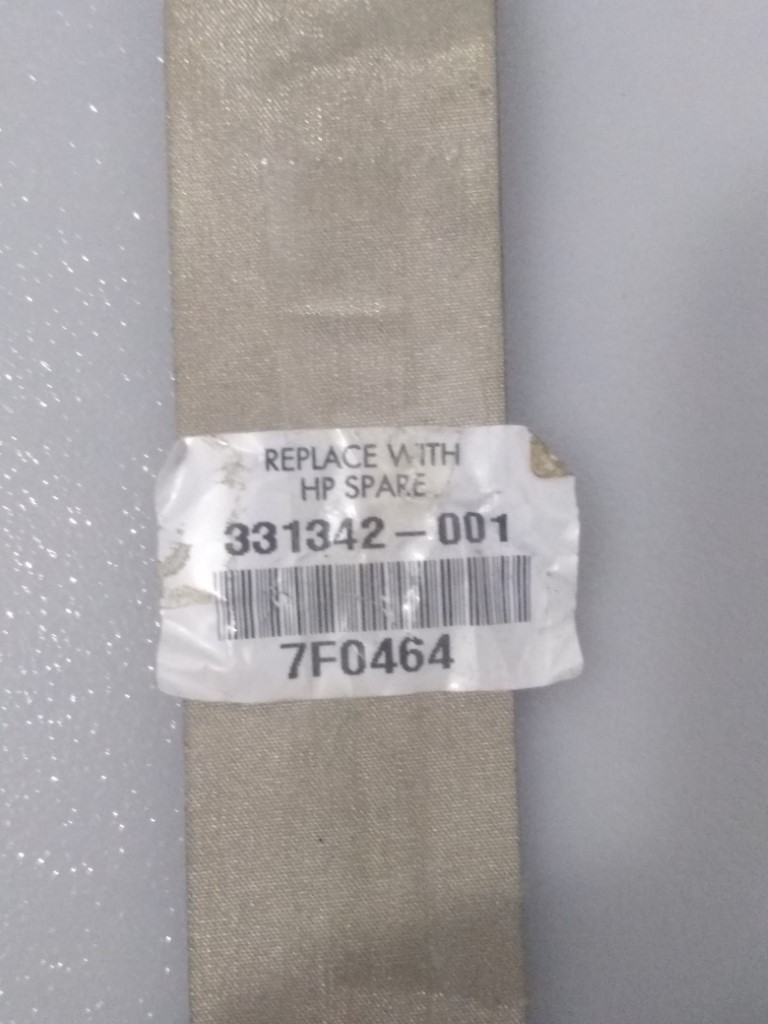 REPLACE WITH
HP SPARE
331342-001
7F0464